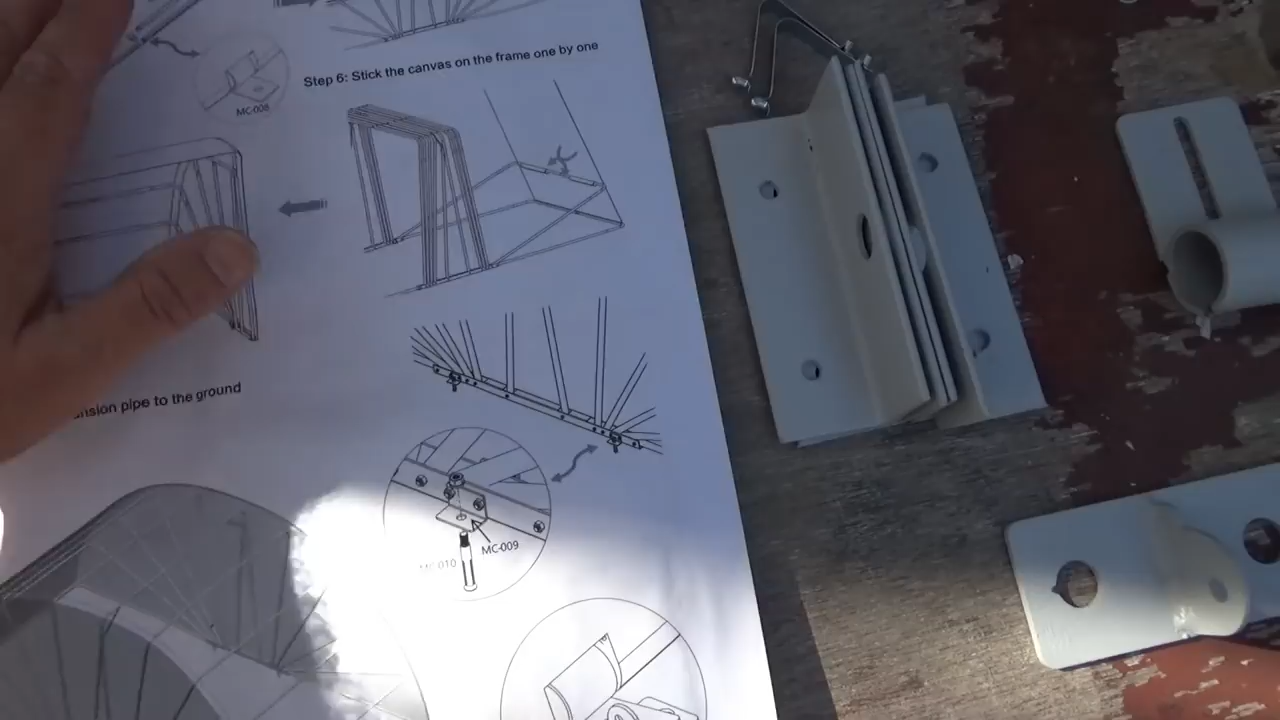 MC-008
Step 6: Stick the canvas on the frame one by one
pipe to the ground
MC-009